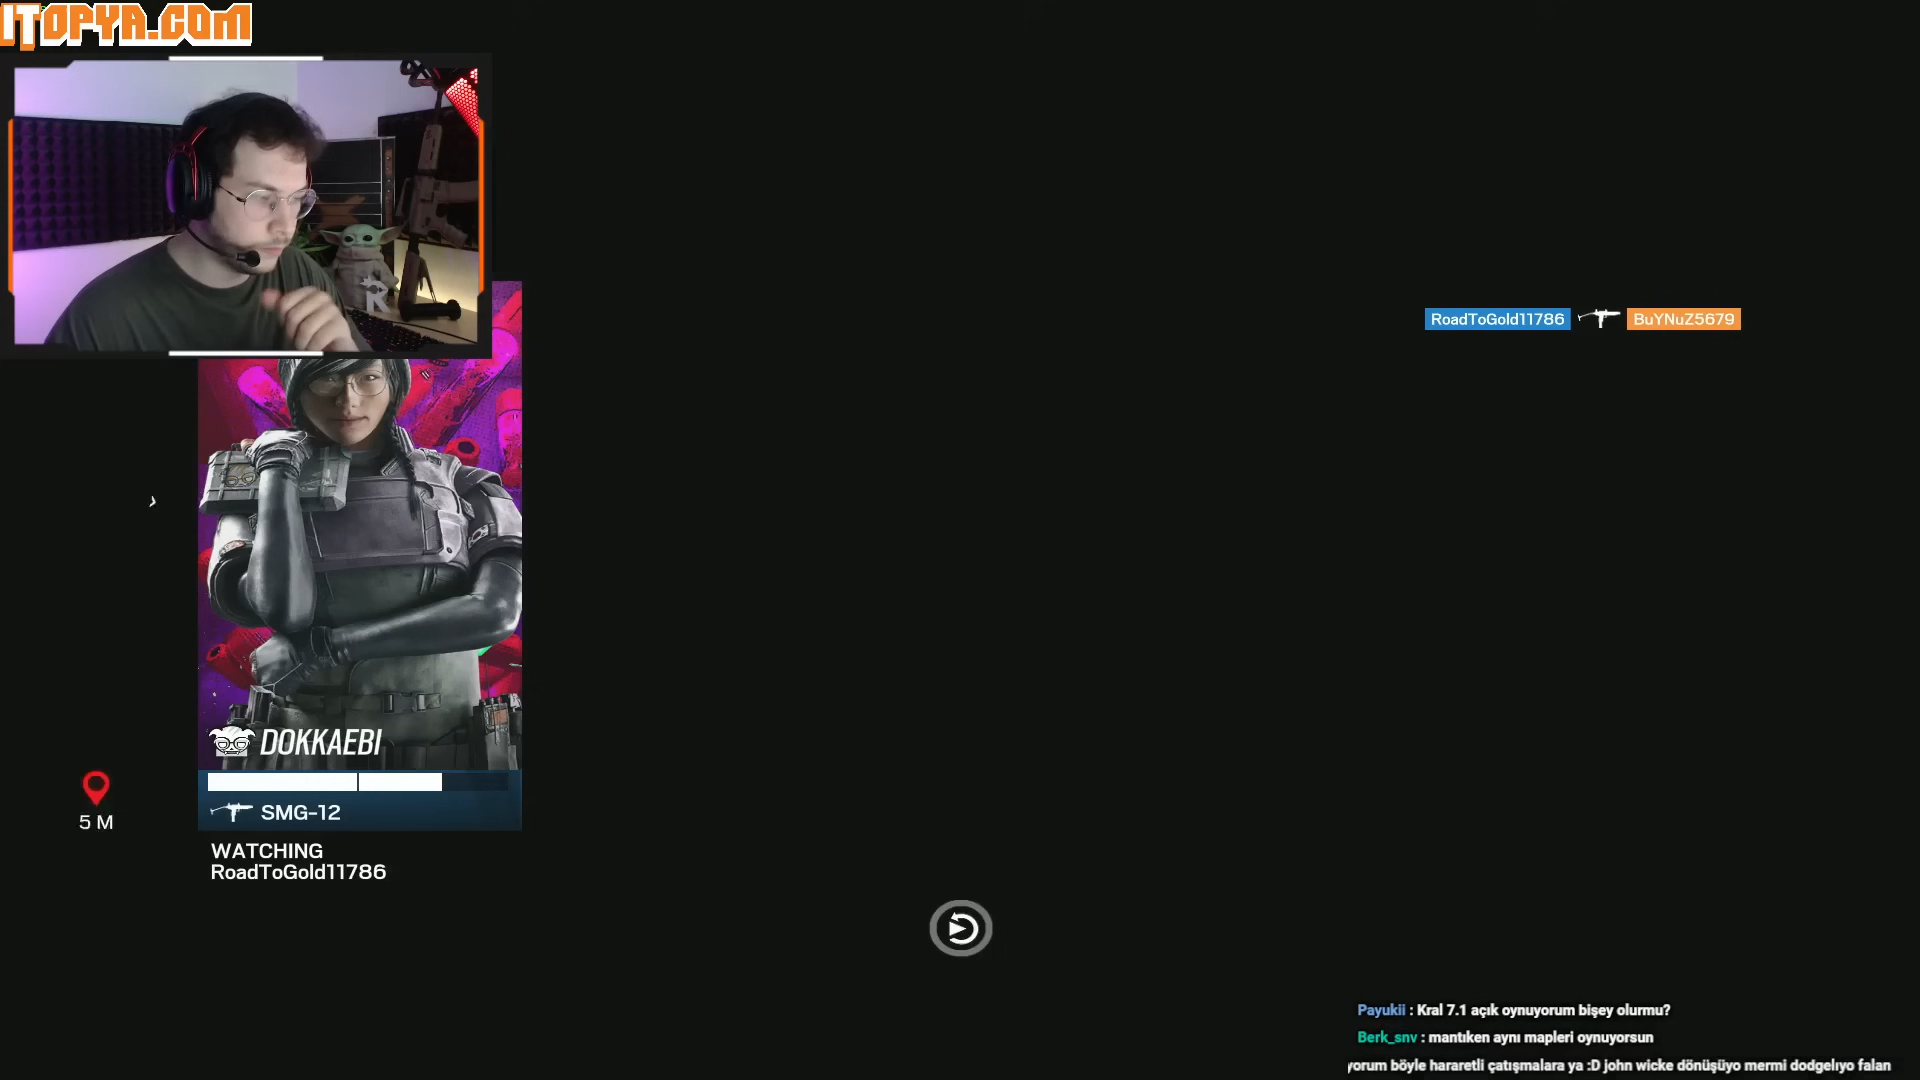 ITOPYA.COM
RoadToGold11786 BuYNuZ5679
DOKKAEBI
SMG-12
5 M
WATCHING
RoadToGold11786
Payukii : Kral 7.1 açık oynuyorum bişey olurmu?
Berk_snv : mantıken aynı mapleri oynuyorsun
yorum böyle hararetli çatışmalara ya :D john wicke dönüşüyo mermi dodgelıyo falan